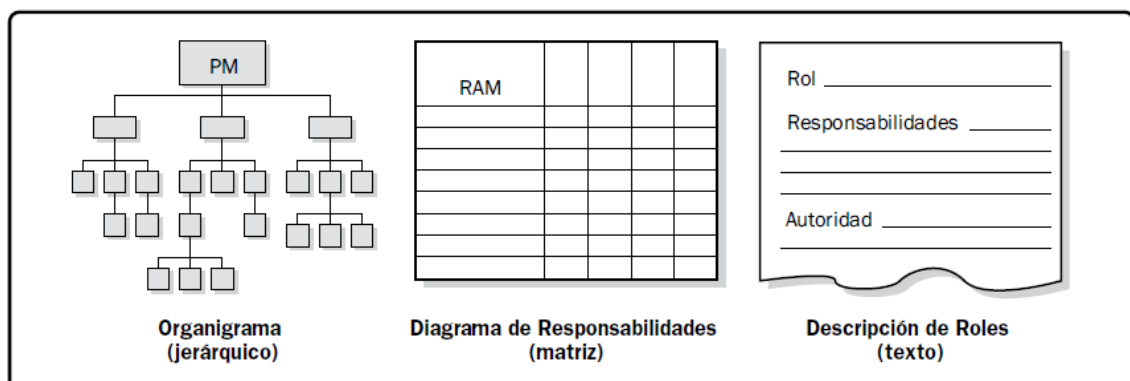 PM
RAM
Rol
Responsabilidades
Autoridad
Organigrama
(jerárquico)
Diagrama de Responsabilidades
(matriz)
Descripción de Roles
(texto)